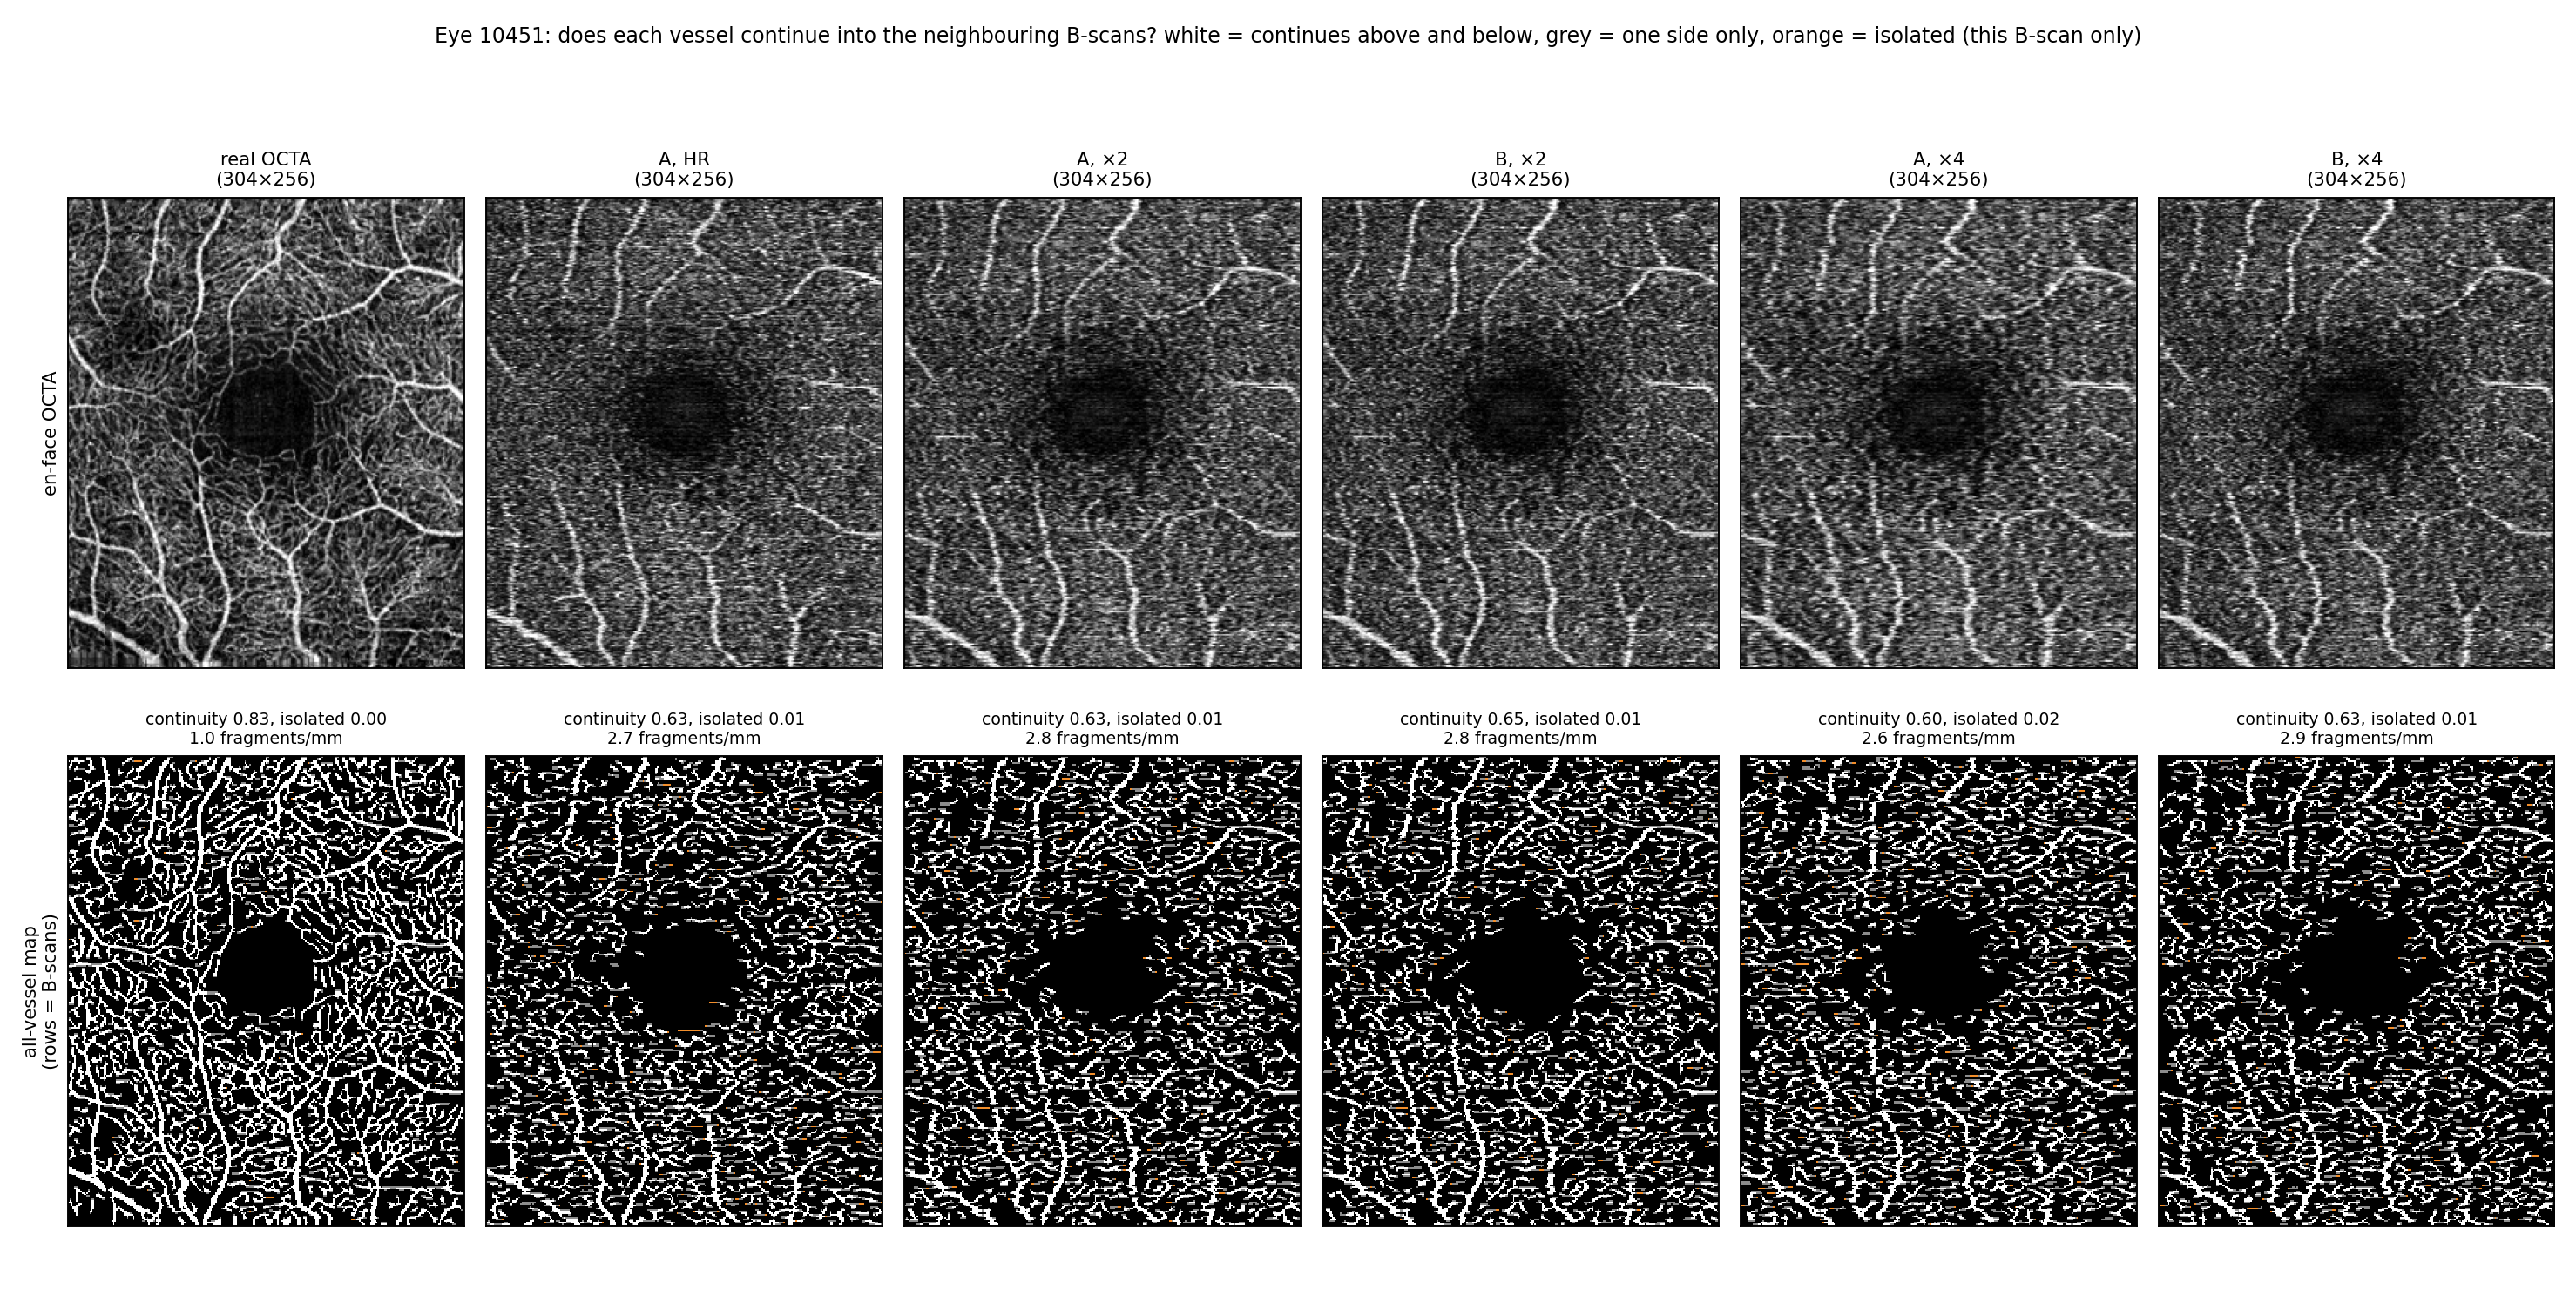 Eye 10451: does each vessel continue into the neighbouring B-scans? white = continues above and below, grey = one side only, orange = isolated (this B-scan only)
real OCTA
(304×256)
A, HR
(304×256)
A, ×2
(304×256)
B, ×2
(304×256)
A, ×4
(304×256)
B, ×4
(304×256)
en-face OCTA
continuity 0.83, isolated 0.00
1.0 fragments/mm
continuity 0.63, isolated 0.01
2.7 fragments/mm
continuity 0.63, isolated 0.01
2.8 fragments/mm
continuity 0.65, isolated 0.01
2.8 fragments/mm
continuity 0.60, isolated 0.02
2.6 fragments/mm
continuity 0.63, isolated 0.01
2.9 fragments/mm
all-vessel map
(rows = B-scans)